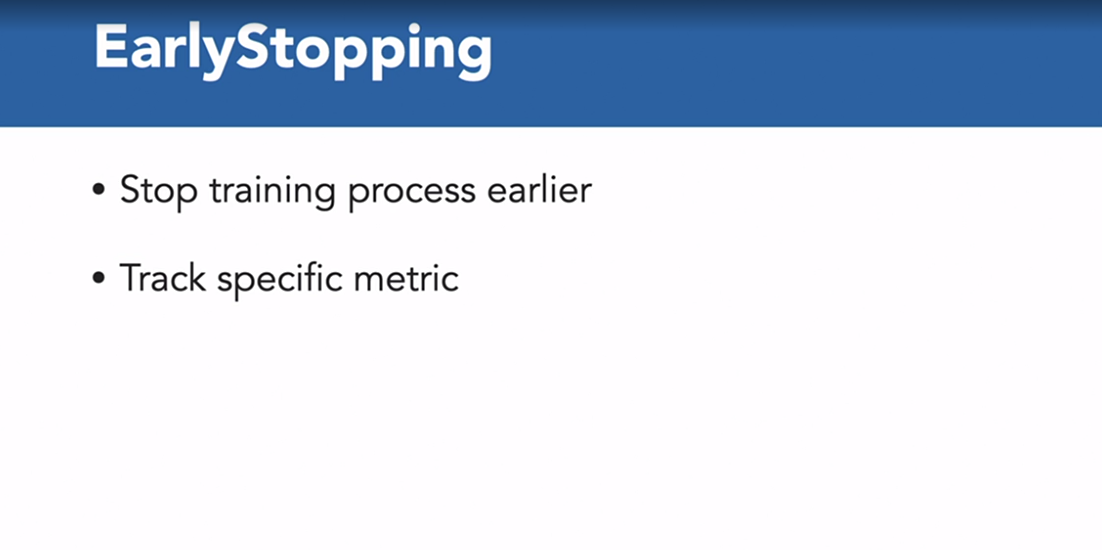 EarlyStopping
• Stop training process earlier
• Track specific metric